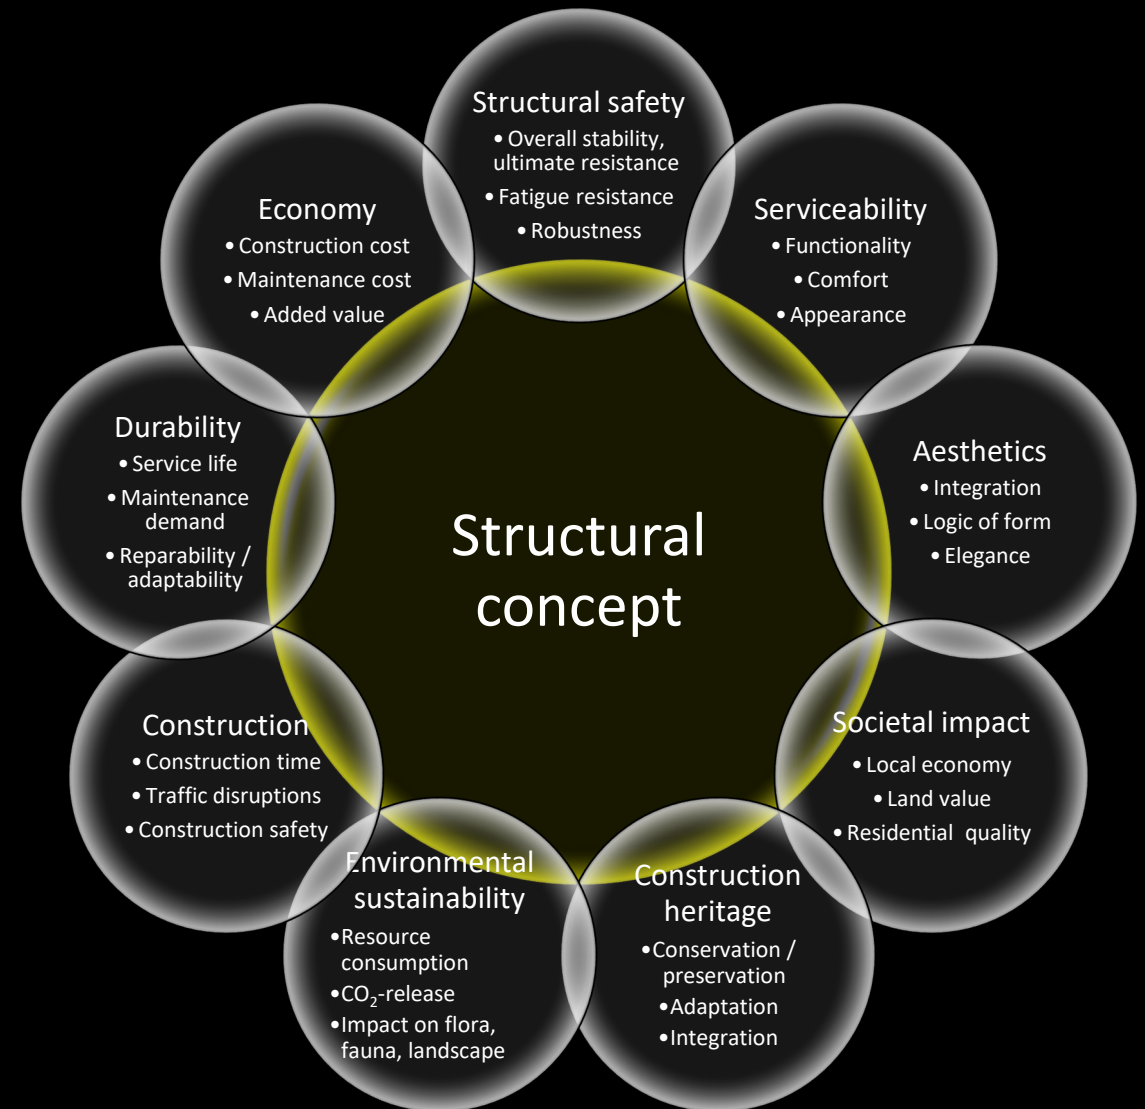 Structural safety
• Overall stability,
ultimate resistance
• Fatigue resistance
• Robustness
Serviceability
• Functionality
• Comfort
• Appearance
Aesthetics
• Integration
• Logic of form
• Elegance
Societal impact
• Local economy
• Land value
• Residential quality
Construction
heritage
• Conservation /
preservation
• Adaptation
• Integration
Environmental
sustainability
• Resource
consumption
• CO₂-release
• Impact on flora,
fauna, landscape
Construction
• Construction time
• Traffic disruptions
• Construction safety
Durability
• Service life
• Maintenance
demand
• Reparability /
adaptability
Economy
• Construction cost
• Maintenance cost
• Added value
Structural
concept